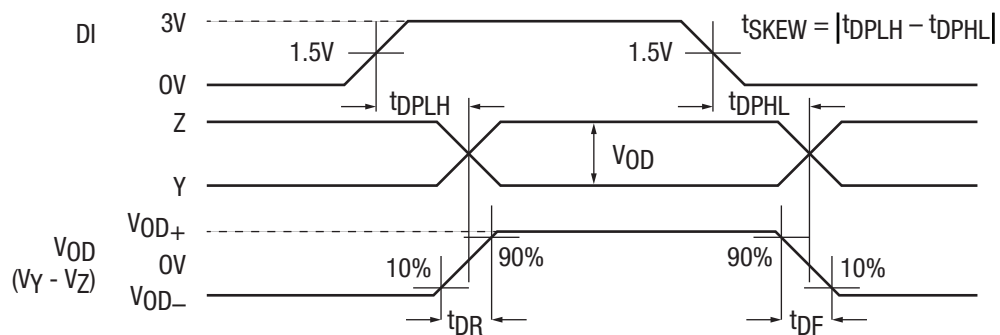 DI
3V
1.5V
0V
1.5V
tSKEW = |tDPLH – tDPHL|
tDPLH
tDPHL
Z
VOD
Y
VOD
(VY - VZ)
VOD+
0V
VOD–
10%
90%
90%
10%
tDR
tDF